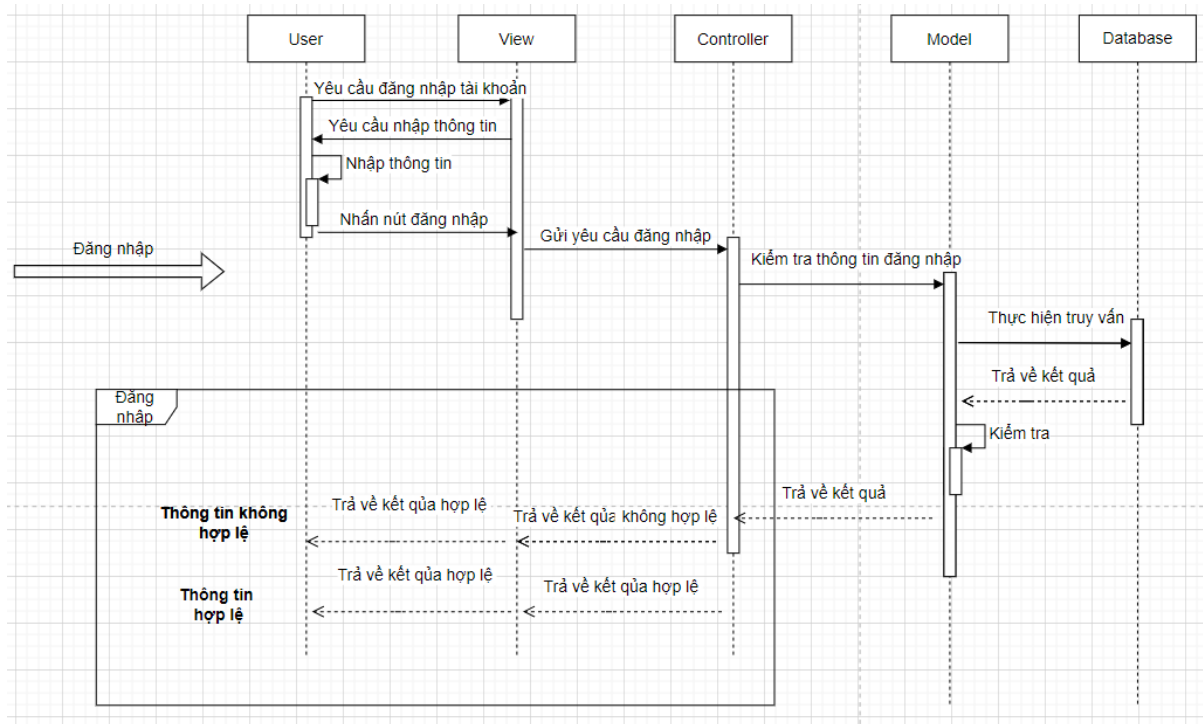 User
View
Controller
Model
Database
Yêu cầu đăng nhập tài khoản
Yêu cầu nhập thông tin
Nhập thông tin
Nhấn nút đăng nhập
Gửi yêu cầu đăng nhập
Đăng nhập
Kiểm tra thông tin đăng nhập
Thực hiện truy vấn
Trả về kết quả
Đăng
nhập
Kiểm tra
Trả về kết quả
Thông tin không
hợp lệ
Trả về kết qủa hợp lệ
Trả về kết qủa không hợp lệ
Thông tin
hợp lệ
Trả về kết qủa hợp lệ
Trả về kết qủa hợp lệ